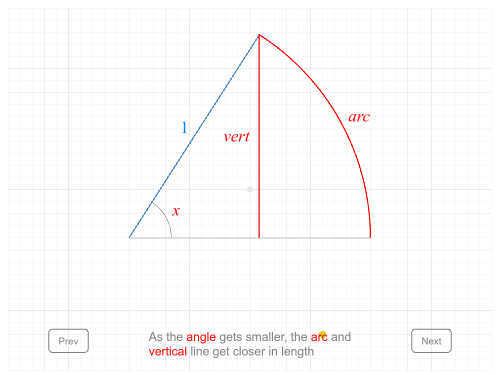 1
vert
arc
x
Prev
As the angle gets smaller, the arc and
vertical line get closer in length
Next